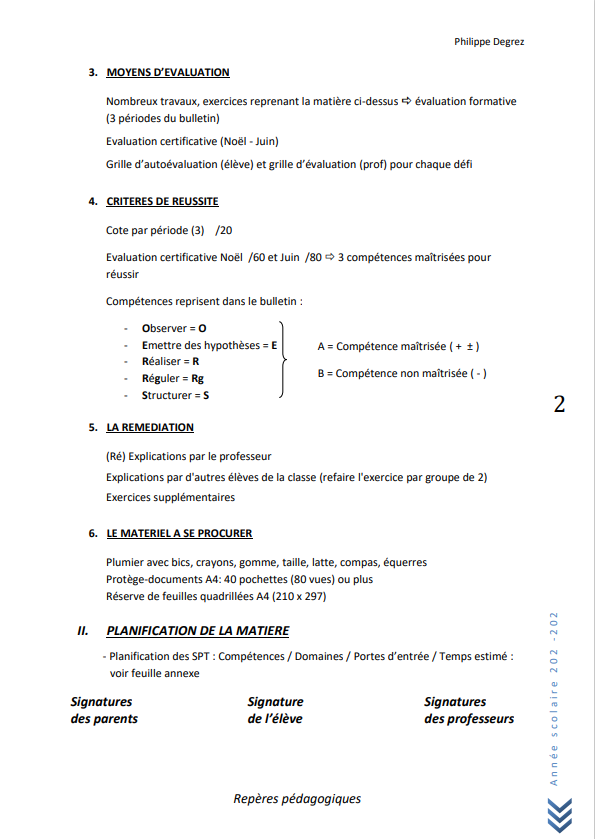 Philippe Degrez
3. MOYENS D'EVALUATION
Nombreux travaux, exercices reprenant la matière ci-dessus ⇨ évaluation formative
(3 périodes du bulletin)
Evaluation certificative (Noël - Juin)
Grille d'autoévaluation (élève) et grille d'évaluation (prof) pour chaque défi
4. CRITERES DE REUSSITE
Cote par période (3) /20
Evaluation certificative Noël /60 et Juin /80 ⇨ 3 compétences maîtrisées pour
réussir
Compétences reprisent dans le bulletin :
- Observer = O
- Emettre des hypothèses = E
- Réaliser = R
- Réguler = Rg
- Structurer = S
A = Compétence maîtrisée ( + ± )
B = Compétence non maîtrisée ( - )
2
5. LA REMEDIATION
(Ré) Explications par le professeur
Explications par d'autres élèves de la classe (refaire l'exercice par groupe de 2)
Exercices supplémentaires
6. LE MATERIEL A SE PROCURER
Plumier avec bics, crayons, gomme, taille, latte, compas, équerres
Protège-documents A4: 40 pochettes (80 vues) ou plus
Réserve de feuilles quadrillées A4 (210 x 297)
II. PLANIFICATION DE LA MATIERE
- Planification des SPT : Compétences / Domaines / Portes d'entrée / Temps estimé :
voir feuille annexe
Signatures
des parents
Signature
de l'élève
Signatures
des professeurs
Année scolaire 202 -202
Repères pédagogiques